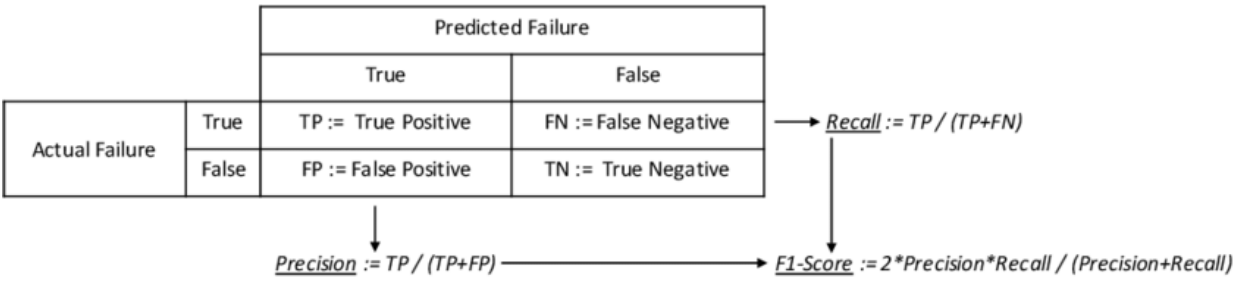 Predicted Failure
True False
Actual Failure True TP := True Positive FN := False Negative Recall := TP / (TP+FN)
False FP := False Positive TN := True Negative
Precision := TP / (TP+FP) F1-Score := 2*Precision*Recall / (Precision+Recall)